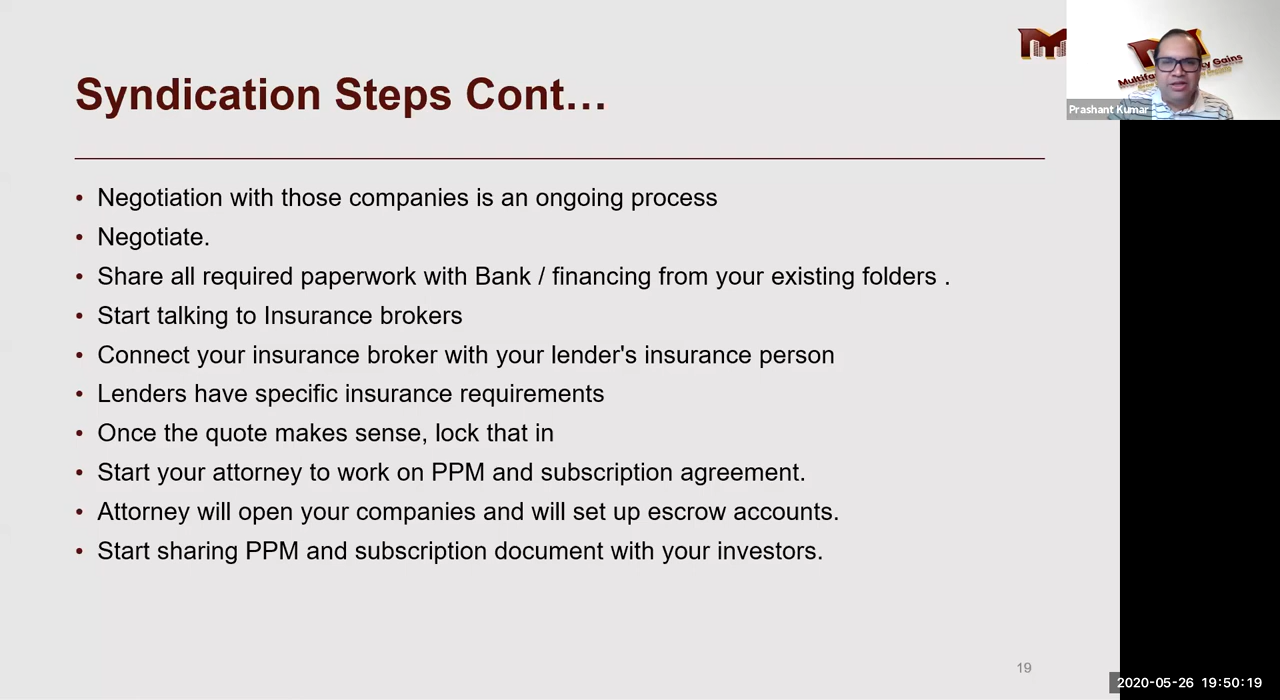 Syndication Steps Cont…
• Negotiation with those companies is an ongoing process
• Negotiate.
• Share all required paperwork with Bank / financing from your existing folders .
• Start talking to Insurance brokers
• Connect your insurance broker with your lender's insurance person
• Lenders have specific insurance requirements
• Once the quote makes sense, lock that in
• Start your attorney to work on PPM and subscription agreement.
• Attorney will open your companies and will set up escrow accounts.
• Start sharing PPM and subscription document with your investors.
19
Gains
Prashant Kumar
2020-05-26 19:50:19